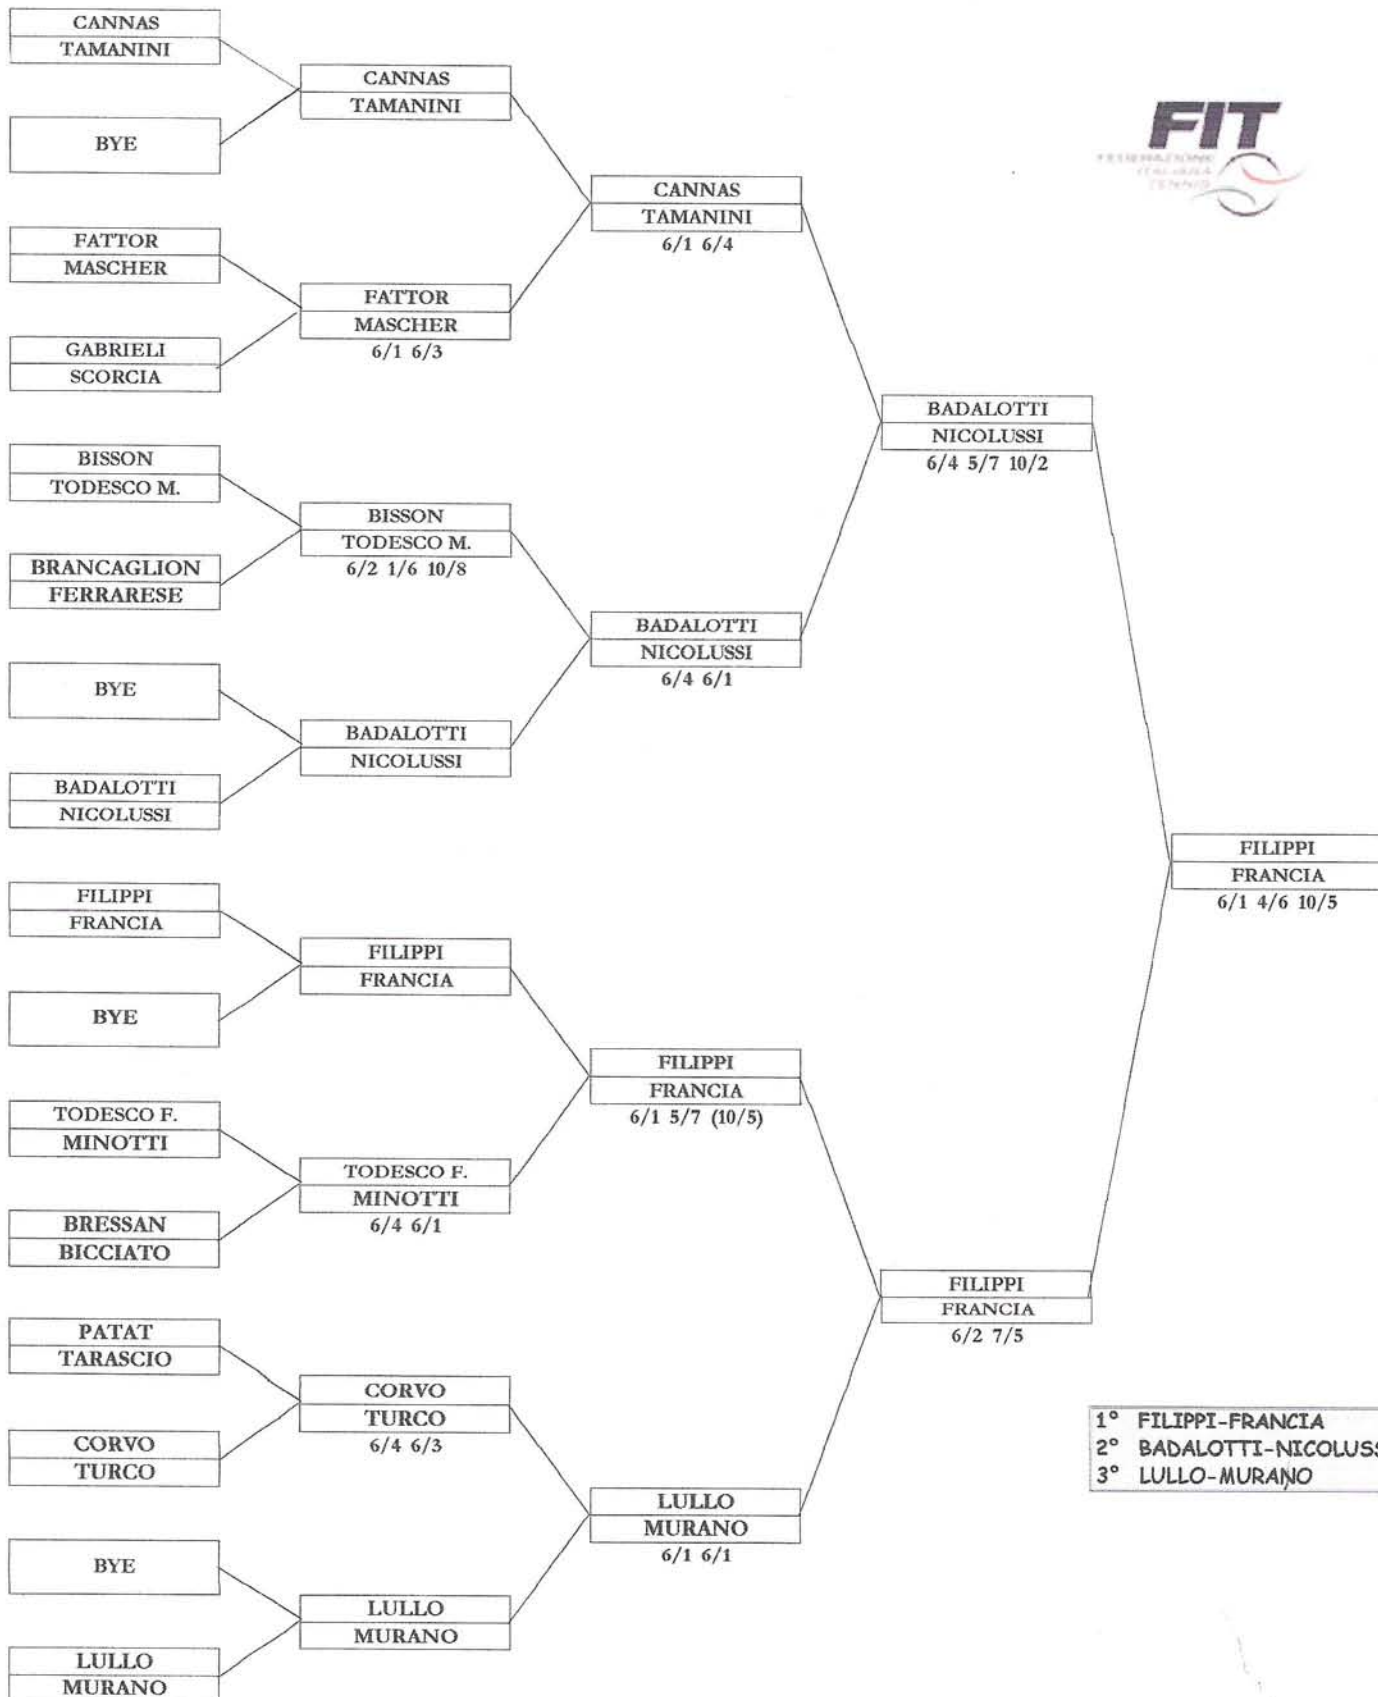 CANNAS
TAMANINI
BYE
FATTOR
MASCHER
GABRIELI
SCORCIA
BISSON
TODESCO M.
BRANCAGLION
FERRARESE
BYE
BADALOTTI
NICOLUSSI
FILIPPI
FRANCIA
BYE
TODESCO F.
MINOTTI
BRESSAN
BICCIATO
PATAT
TARASCIO
CORVO
TURCO
BYE
LULLO
MURANO
CANNAS
TAMANINI
FATTOR
MASCHER
6/1 6/3
BISSON
TODESCO M.
6/2 1/6 10/8
BADALOTTI
NICOLUSSI
FILIPPI
FRANCIA
TODESCO F.
MINOTTI
6/4 6/1
CORVO
TURCO
6/4 6/3
LULLO
MURANO
CANNAS
TAMANINI
6/1 6/4
BADALOTTI
NICOLUSSI
6/4 6/1
FILIPPI
FRANCIA
6/1 5/7 (10/5)
LULLO
MURANO
6/1 6/1
BADALOTTI
NICOLUSSI
6/4 5/7 10/2
FILIPPI
FRANCIA
6/2 7/5
FILIPPI
FRANCIA
6/1 4/6 10/5
FIT
FEDERAZIONE
ITALIANA
TENNIS
1° FILIPPI-FRANCIA
2° BADALOTTI-NICOLUSS
3° LULLO-MURANO